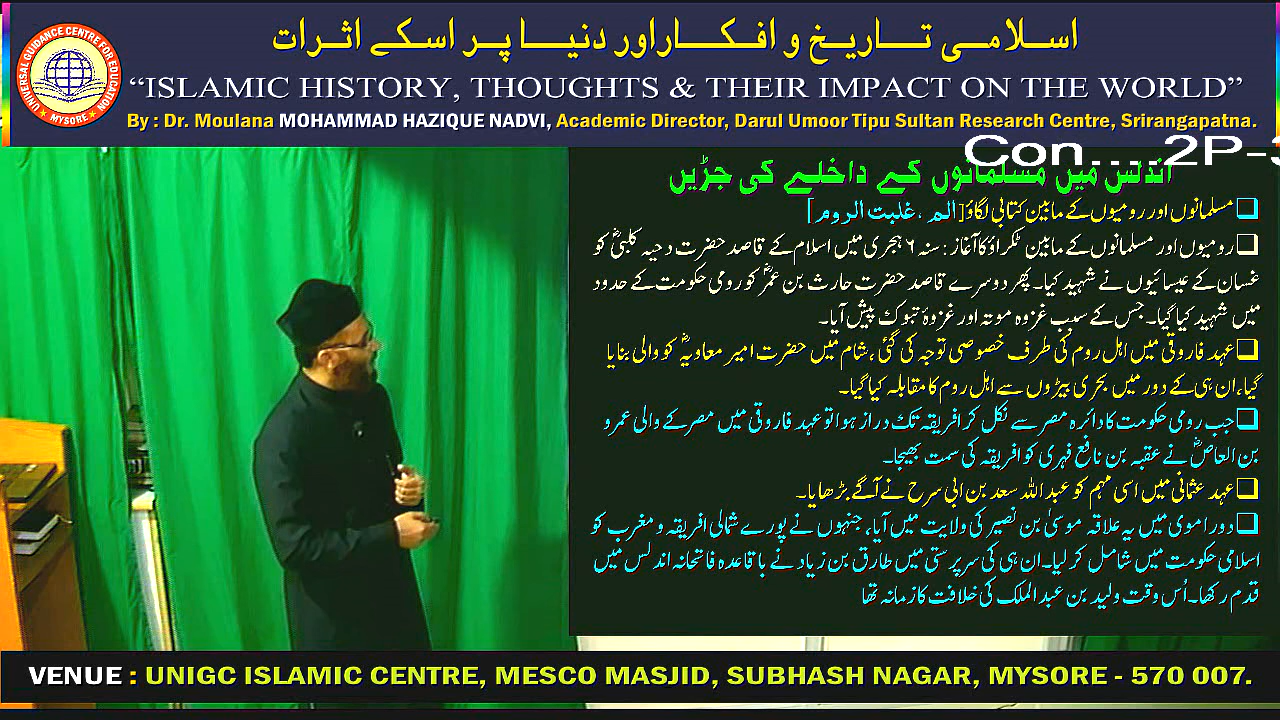 اسلامی تاریخ و افکار اور دنیا پر اسکے اثرات
“ISLAMIC HISTORY, THOUGHTS & THEIR IMPACT ON THE WORLD”
By : Dr. Moulana MOHAMMAD HAZIQUE NADVI, Academic Director, Darul Umoor Tipu Sultan Research Centre, Srirangapatna.
UNIVERSAL GUIDANCE CENTRE FOR EDUCATION
MYSORE
Con....2P-3
اندلس میں مسلمانوں کے داخلے کی جڑیں
مسلمانوں اور رومیوں کے مابین کتابی لگاؤ [الم ، غلبت الروم]
رومیوں اور مسلمانوں کے مابین ٹکراؤ کا آغاز : سنہ ۶ ہجری میں اسلام کے قاصد حضرت دحیہ کلبیؓ کو
غسان کے عیسائیوں نے شہید کیا۔ پھر دوسرے قاصد حضرت حارث بن عمرؓ کو رومی حکومت کے حدود
میں شہید کیا گیا۔ جس کے سبب غزوہ موتہ اور غزوۂ تبوک پیش آیا۔
عہد فاروقی میں اہل روم کی طرف خصوصی توجہ کی گئی ، شام میں حضرت امیر معاویہؓ کو والی بنایا
گیا، ان ہی کے دور میں بحری بیڑوں سے اہل روم کا مقابلہ کیا گیا۔
جب رومی حکومت کا دائرہ مصر سے نکل کر افریقہ تک دراز ہوا تو عہد فاروقی میں مصر کے والی عمرو
بن العاصؓ نے عقبہ بن نافع فہری کو افریقہ کی سمت بھیجا۔
عہد عثمانی میں اسی مہم کو عبداللہ سعد بن ابی سرح نے آگے بڑھایا۔
دور اموی میں یہ علاقہ موسیٰ بن نصیر کی ولایت میں آیا، جنہوں نے پورے شمالی افریقہ و مغرب کو
اسلامی حکومت میں شامل کر لیا۔ ان ہی کی سرپرستی میں طارق بن زیاد نے باقاعدہ فاتحانہ اندلس میں
قدم رکھا۔ اُس وقت ولید بن عبدالملک کی خلافت کا زمانہ تھا
VENUE : UNIGC ISLAMIC CENTRE, MESCO MASJID, SUBHASH NAGAR, MYSORE - 570 007.